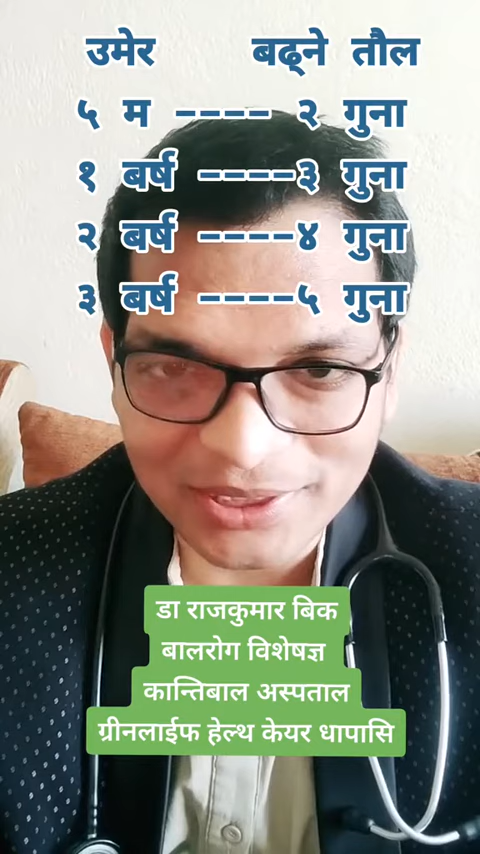 उमेर बढ्ने तौल
५ म ---- २ गुना
१ बर्ष ----३ गुना
२ बर्ष ----४ गुना
३ बर्ष ----५ गुना
डा राजकुमार बिक
बालरोग विशेषज्ञ
कान्तिबाल अस्पताल
ग्रीनलाईफ हेल्थ केयर धापासि